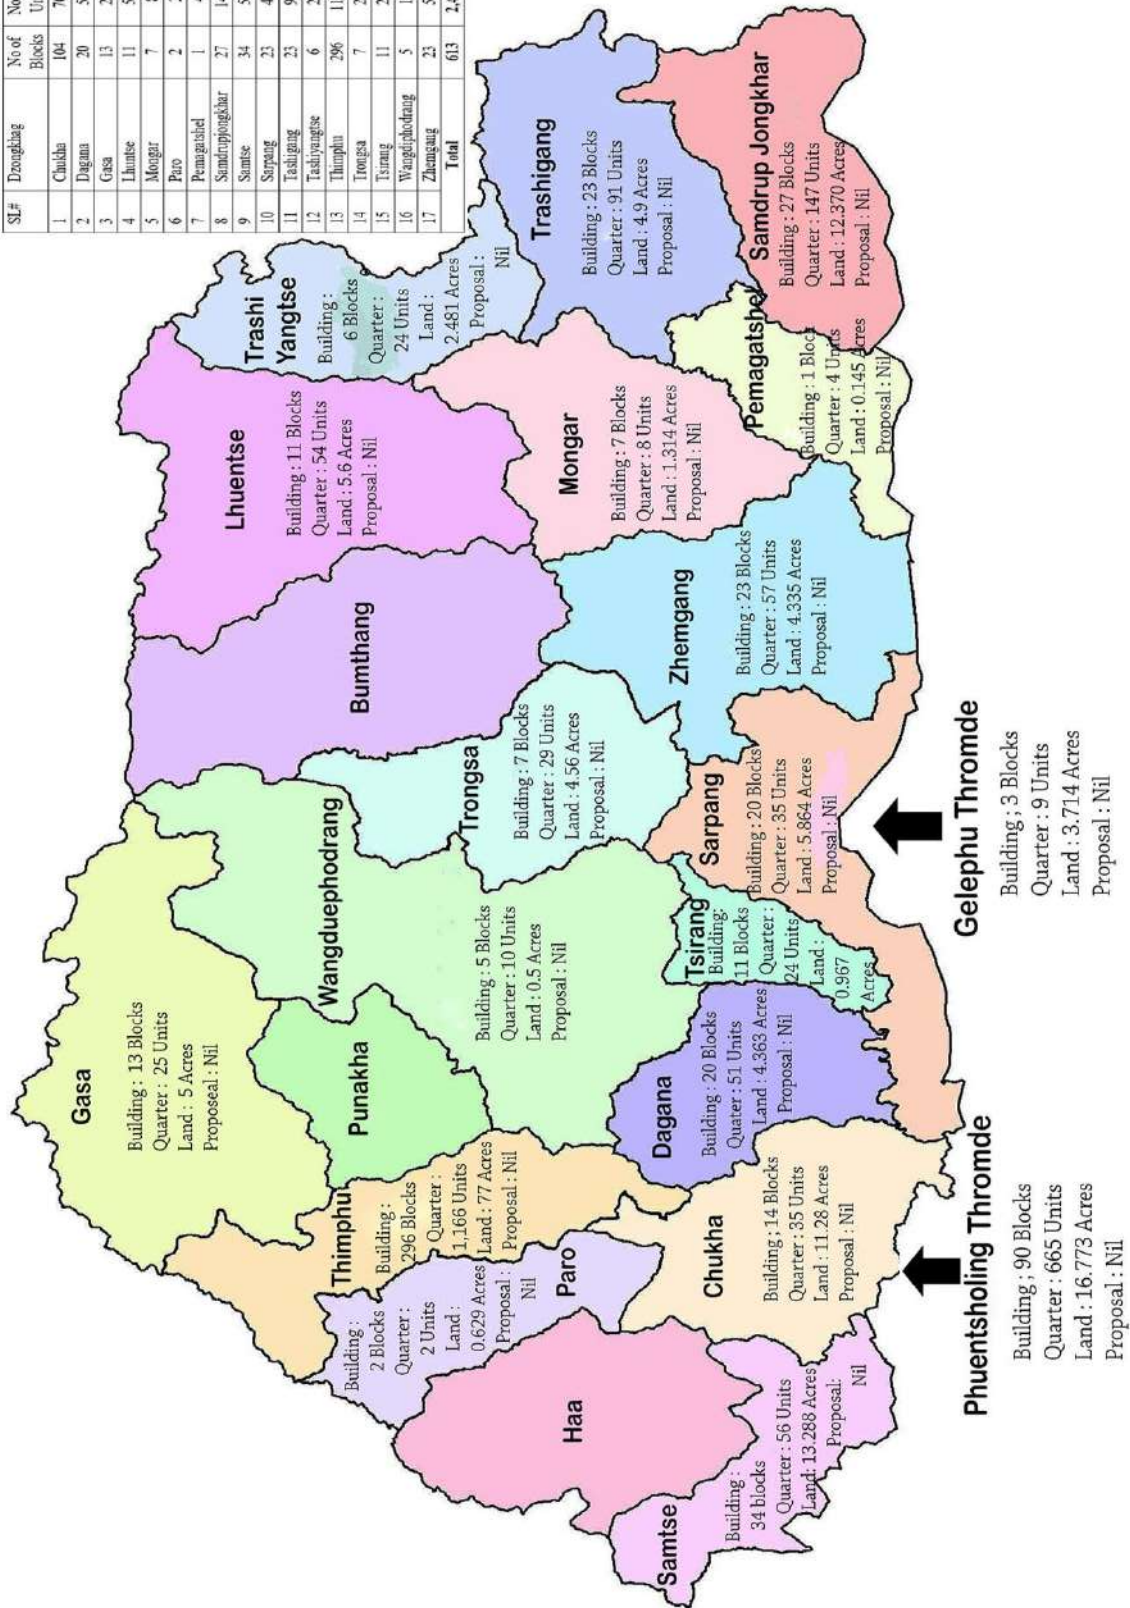 SL#
Dzongkhag
No of
Blocks
1 Chukha 104
2 Dagana 20
3 Gasa 13
4 Lhuntse 11
5 Mongar 7
6 Paro 2
7 Pemagatshel 1
8 Samdrupjongkhar 27
9 Samtse 34
10 Sarpang 23
11 Tashigang 23
12 Tashiyangtse 6
13 Thimphu 296
14 Trongsa 7
15 Tsirang 11
16 Wangdiphodrang 5
17 Zhemgang 23
Total 613
Gasa
Building : 13 Blocks
Quarter : 25 Units
Land : 5 Acres
Proposeal : Nil
Lhuentse
Building : 11 Blocks
Quarter : 54 Units
Land : 5.6 Acres
Proposal : Nil
Trashi
Yangtse
Building :
6 Blocks
Quarter :
24 Units
Land :
2.481 Acres
Proposal :
Nil
Thimphu
Building :
296 Blocks
Quarter :
1,166 Units
Land : 77 Acres
Proposal : Nil
Punakha
Wangduephodrang
Building : 5 Blocks
Quarter : 10 Units
Land : 0.5 Acres
Proposal : Nil
Bumthang
Trongsa
Building : 7 Blocks
Quarter : 29 Units
Land : 4.56 Acres
Proposal : Nil
Mongar
Building : 7 Blocks
Quarter : 8 Units
Land : 1.314 Acres
Proposal : Nil
Trashigang
Building : 23 Blocks
Quarter : 91 Units
Land : 4.9 Acres
Proposal : Nil
Building :
2 Blocks
Quarter :
2 Units
Land :
0.629 Acres
Proposal :
Nil
Paro
Haa
Samtse
Building :
34 blocks
Quarter : 56 Units
Land: 13.288 Acres
Proposal:
Nil
Chukha
Building ; 14 Blocks
Quarter : 35 Units
Land : 11.28 Acres
Proposal : Nil
Dagana
Building : 20 Blocks
Quater : 51 Units
Land : 4.363 Acres
Proposal : Nil
Tsirang
Building:
11 Blocks
Quarter :
24 Units
Land :
0.967
Acres
Sarpang
Building : 20 Blocks
Quarter : 35 Units
Land : 5.864 Acres
Proposal : Nil
Zhemgang
Building : 23 Blocks
Quarter : 57 Units
Land : 4.335 Acres
Proposal : Nil
Pemagatshel
Building : 1 Block
Quarter : 4 Units
Land : 0.145 Acres
Proposal : Nil
Samdrup Jongkhar
Building : 27 Blocks
Quarter : 147 Units
Land : 12.370 Acres
Proposal : Nil
Phuentsholing Thromde
Building ; 90 Blocks
Quarter : 665 Units
Land : 16.773 Acres
Proposal : Nil
Gelephu Thromde
Building ; 3 Blocks
Quarter : 9 Units
Land : 3.714 Acres
Proposal : Nil